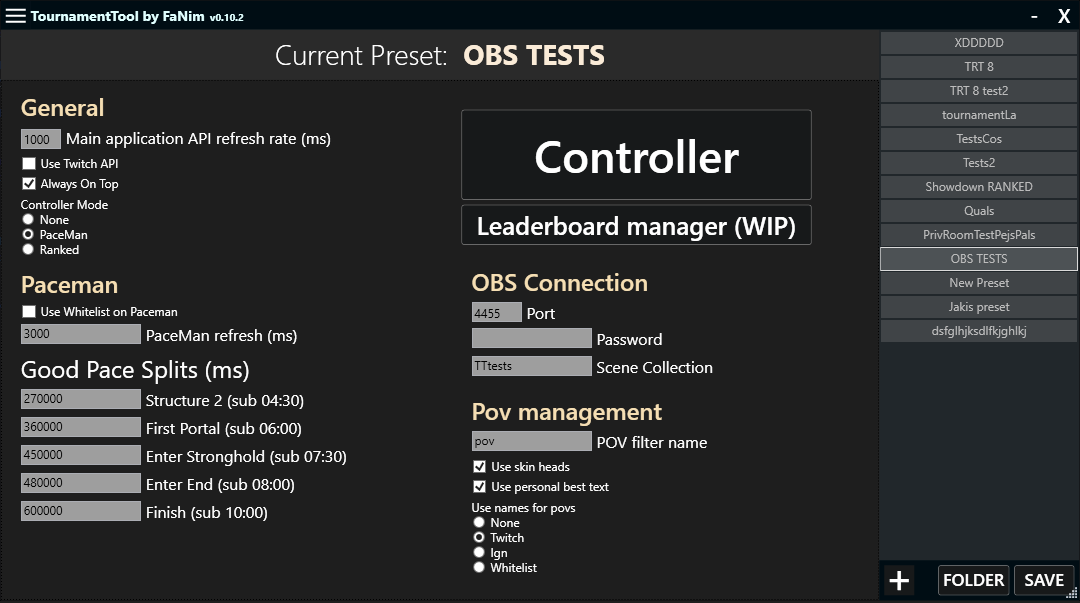 TournamentTool by FaNim v0.10.2
- X
Current Preset: OBS TESTS
General
1000 Main application API refresh rate (ms)
Use Twitch API
Always On Top
Controller Mode
None
PaceMan
Ranked
Paceman
Use Whitelist on Paceman
3000 PaceMan refresh (ms)
Good Pace Splits (ms)
270000 Structure 2 (sub 04:30)
360000 First Portal (sub 06:00)
450000 Enter Stronghold (sub 07:30)
480000 Enter End (sub 08:00)
600000 Finish (sub 10:00)
Controller
Leaderboard manager (WIP)
OBS Connection
4455 Port
Password
TTtests Scene Collection
Pov management
pov POV filter name
Use skin heads
Use personal best text
Use names for povs
None
Twitch
Ign
Whitelist
XDDDDD
TRT 8
TRT 8 test2
tournamentLa
TestsCos
Tests2
Showdown RANKED
Quals
PrivRoomTestPejsPals
OBS TESTS
New Preset
Jakis preset
dsfglhjksdlfkjghlkj
+ FOLDER SAVE